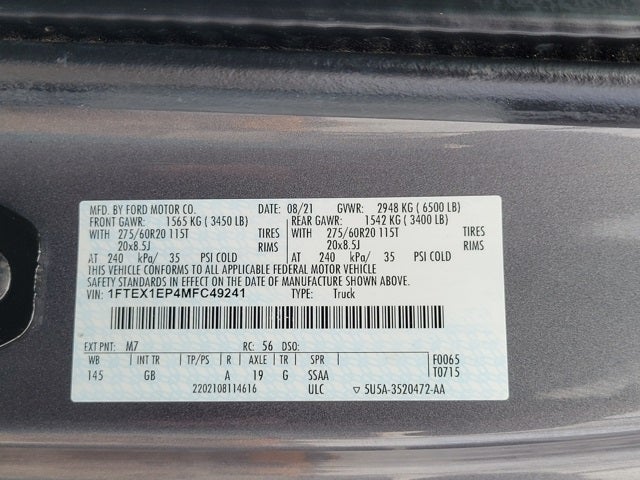 MFD. BY FORD MOTOR CO. DATE: 08/21 GVWR: 2948 KG ( 6500 LB)
FRONT GAWR: 1565 KG ( 3450 LB) REAR GAWR: 1542 KG ( 3400 LB)
WITH 275/60R20 115T TIRES WITH 275/60R20 115T TIRES
20x8.5J RIMS 20x8.5J RIMS
AT 240 kPa/ 35 PSI COLD AT 240 kPa/ 35 PSI COLD
THIS VEHICLE CONFORMS TO ALL APPLICABLE FEDERAL MOTOR VEHICLE
SAFETY STANDARDS IN EFFECT ON THE DATE OF MANUFACTURE SHOWN ABOVE.
VIN: 1FTEX1EP4MFC49241 TYPE: Truck
EXT PNT: M7 RC: 56 DSO:
WB INT TR TP/PS R AXLE TR SPR F0065
145 GB A 19 G SSAA T0715
2202108114616 ULC ▽ 5U5A-3520472-AA